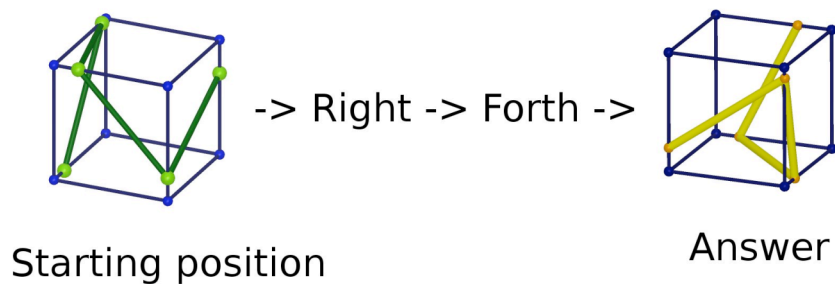 -> Right -> Forth ->
Starting position
Answer